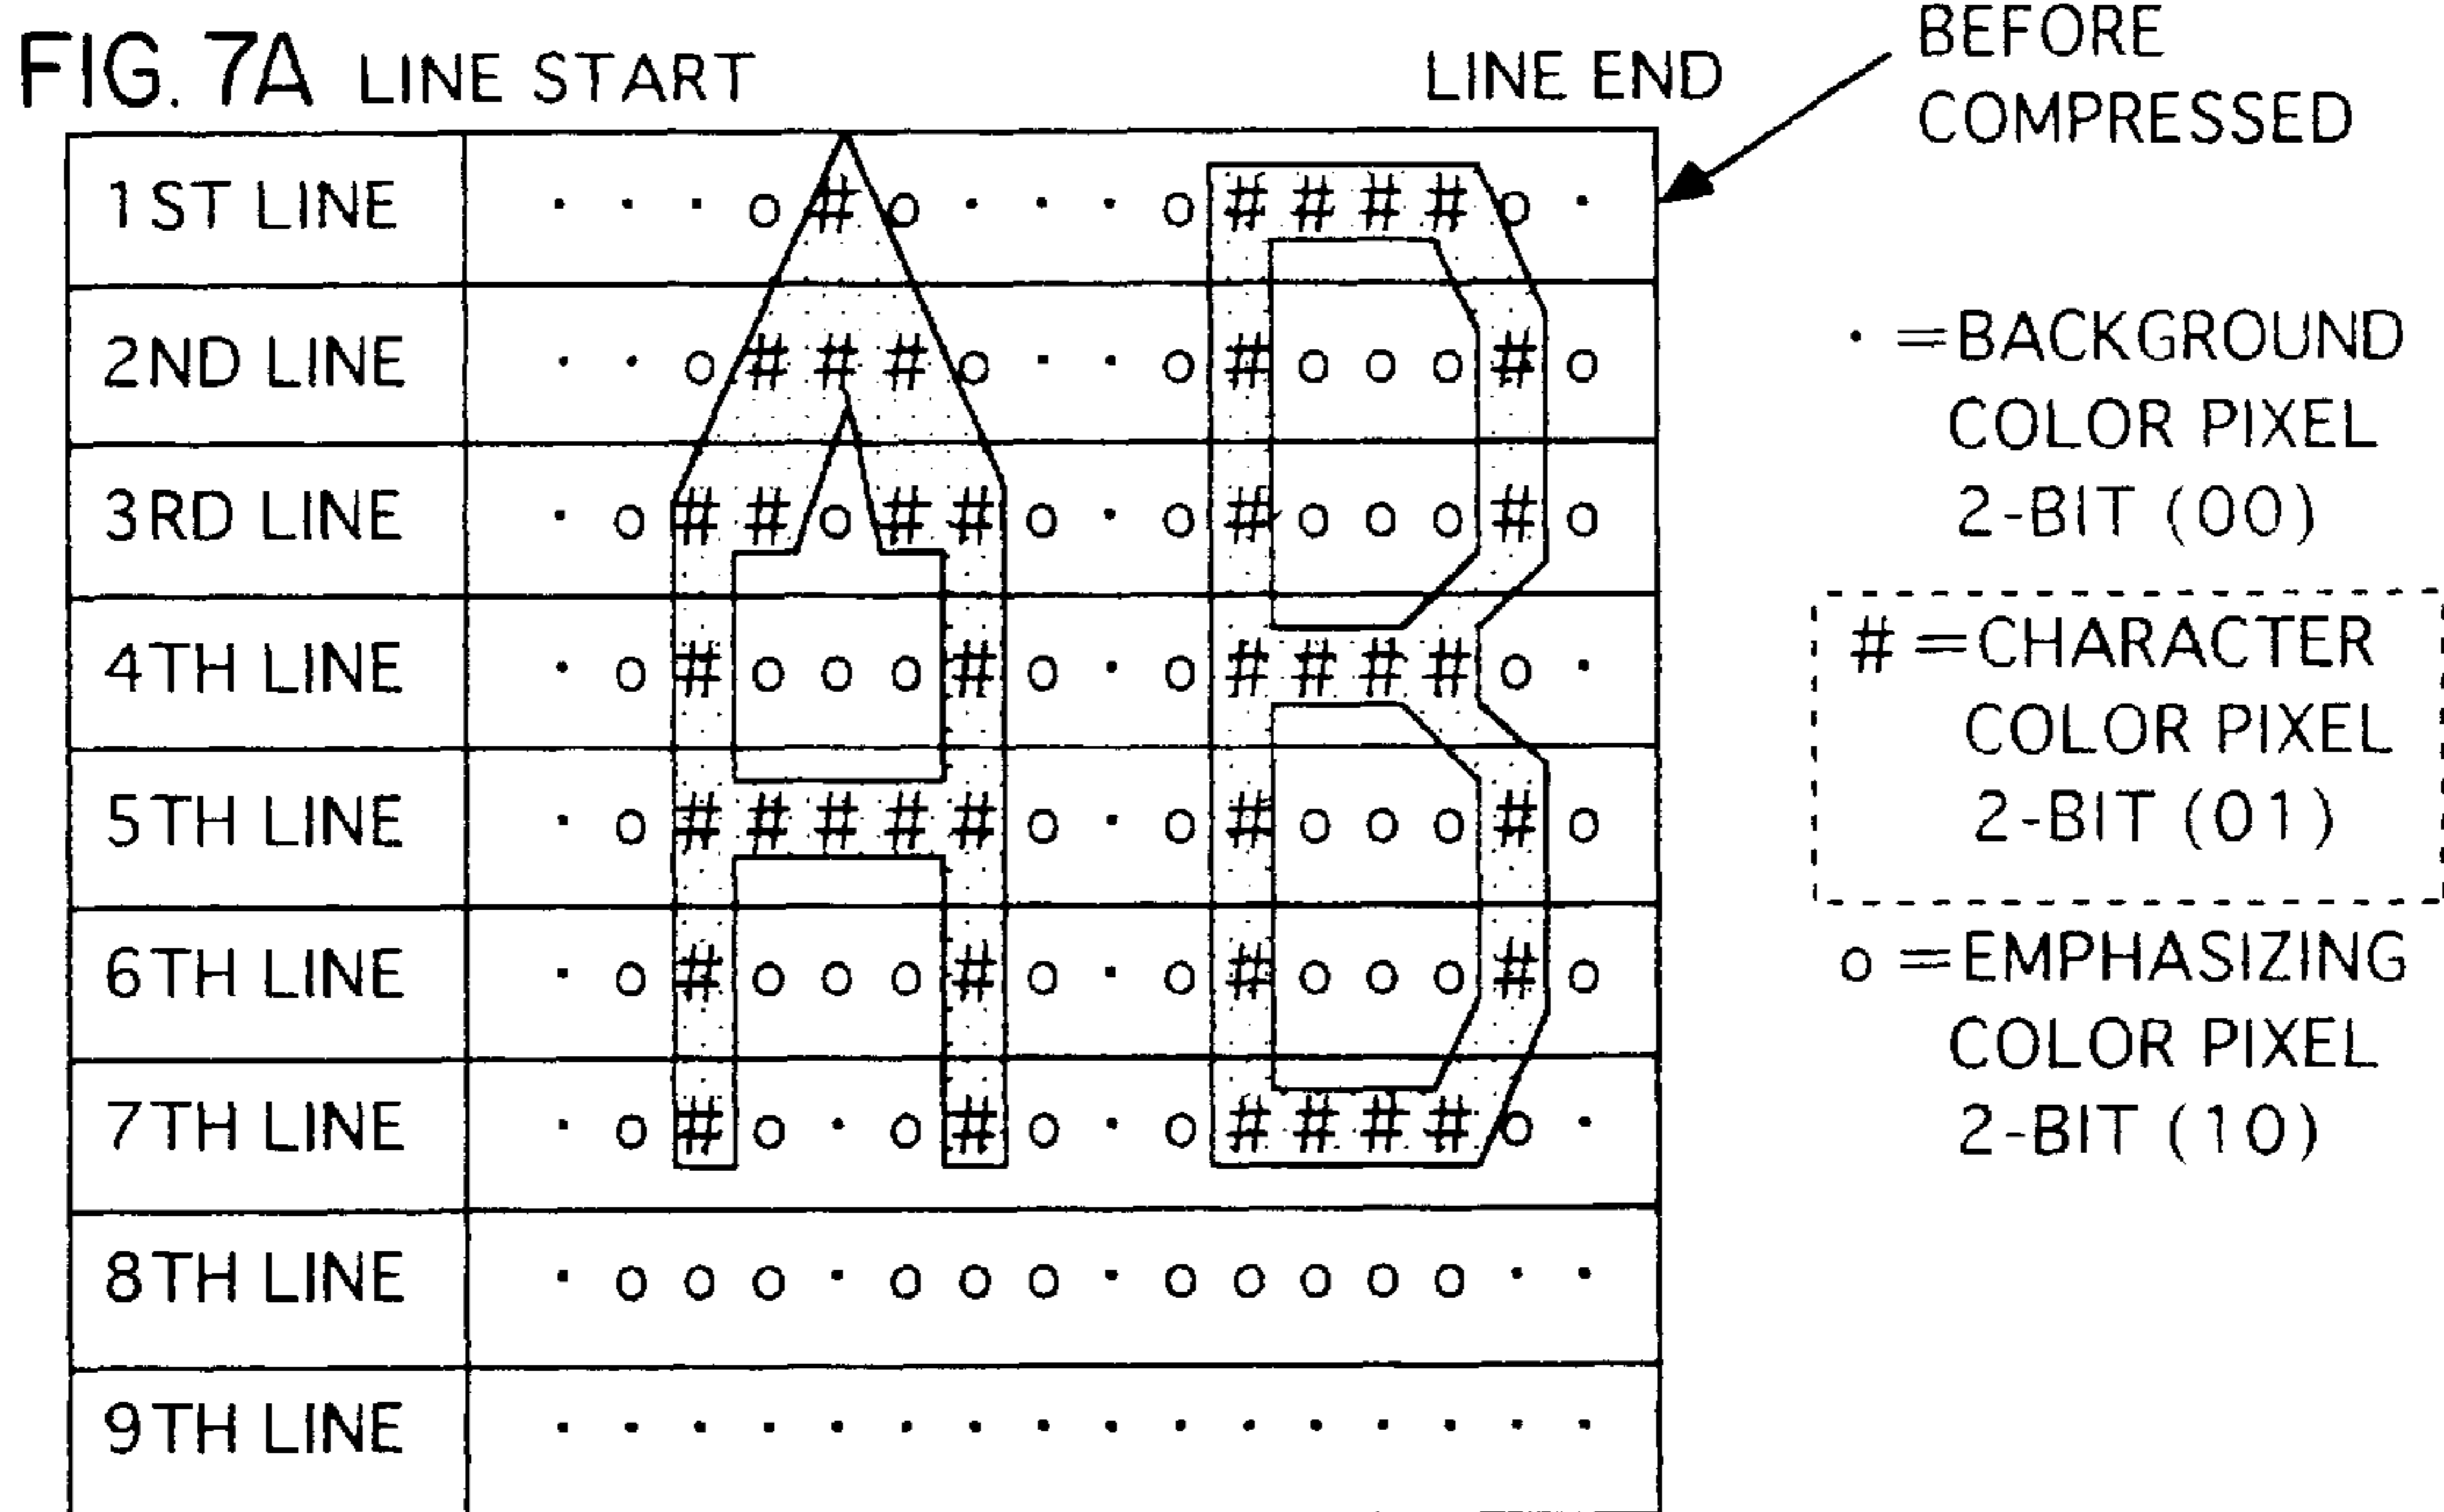 FIG. 7A LINE START LINE END BEFORE
COMPRESSED
1ST LINE · · · o # o · · · o # # # # o ·
2ND LINE · · o # # # o · · o # o o o # o
3RD LINE · o # # o # # o · o # o o o # o
4TH LINE · o # o o o # o · o # # # # o ·
5TH LINE · o # # # # # o · o # o o o # o
6TH LINE · o # o o o # o · o # o o o # o
7TH LINE · o # o · o # o · o # # # # o ·
8TH LINE · o o o · o o o · o o o o o · ·
9TH LINE · · · · · · · · · · · · · · · ·
· =BACKGROUND
COLOR PIXEL
2-BIT (00)
# =CHARACTER
COLOR PIXEL
2-BIT (01)
o =EMPHASIZING
COLOR PIXEL
2-BIT (10)